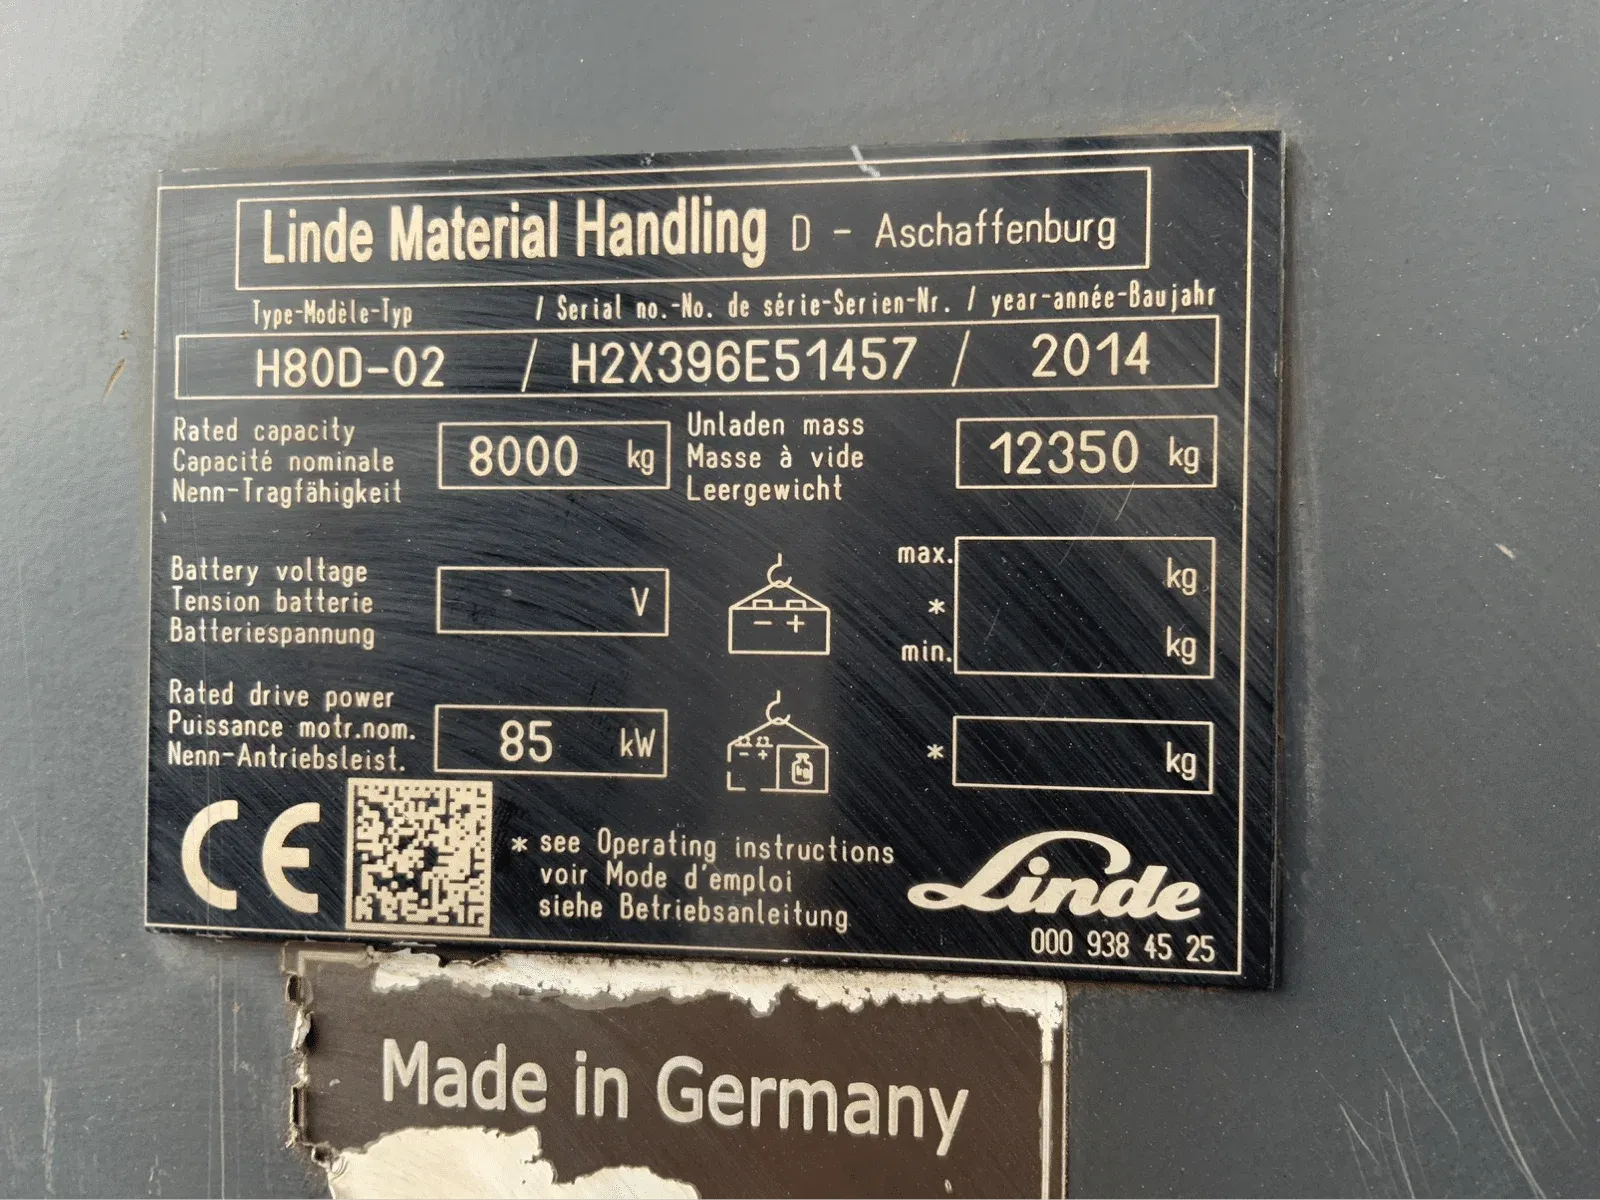 Linde Material Handling D - Aschaffenburg
Type-Modèle-Typ / Serial no.-No. de série-Serien-Nr. / year-année-Baujahr
H80D-02 / H2X396E51457 / 2014
Rated capacity
Capacité nominale
Nenn-Tragfähigkeit
8000 kg
Unladen mass
Masse à vide
Leergewicht
12350 kg
Battery voltage
Tension batterie
Batteriespannung
V
- +
max. kg
*
min. kg
Rated drive power
Puissance motr.nom.
Nenn-Antriebsleist.
85 kW
- + kg
* kg
CE
* see Operating instructions
voir Mode d'emploi
siehe Betriebsanleitung
Linde
000 938 45 25
Made in Germany